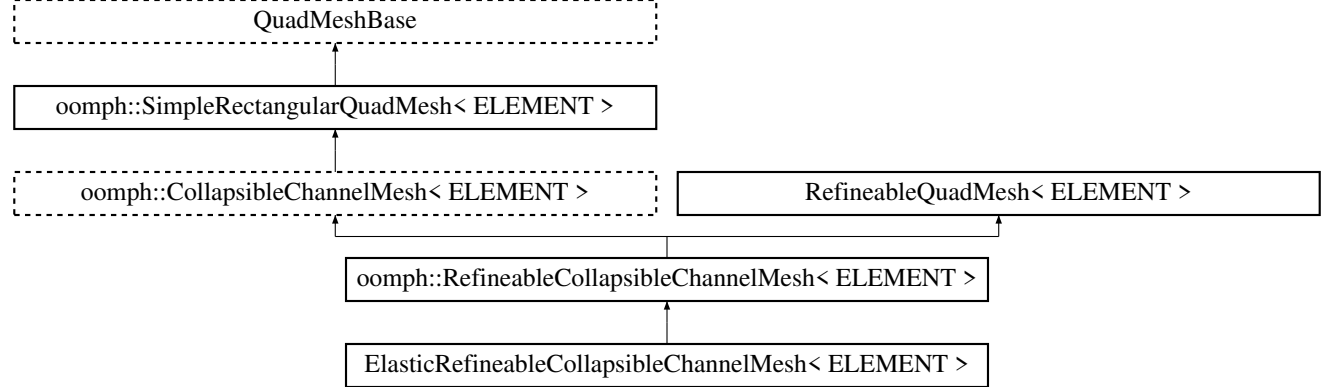 QuadMeshBase
oomph::SimpleRectangularQuadMesh< ELEMENT >
oomph::CollapsibleChannelMesh< ELEMENT >
RefineableQuadMesh< ELEMENT >
oomph::RefineableCollapsibleChannelMesh< ELEMENT >
ElasticRefineableCollapsibleChannelMesh< ELEMENT >